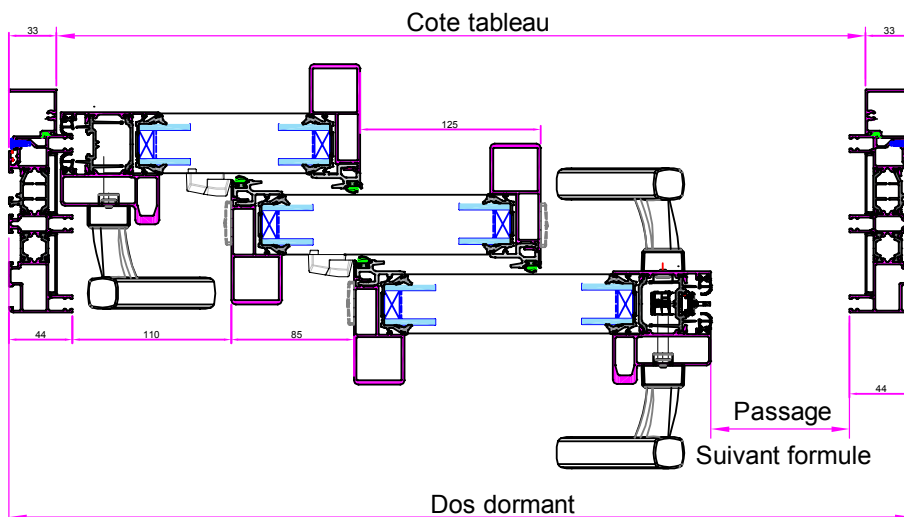 Cote tableau
33
33
125
44
110
85
44
Passage
Suivant formule
Dos dormant